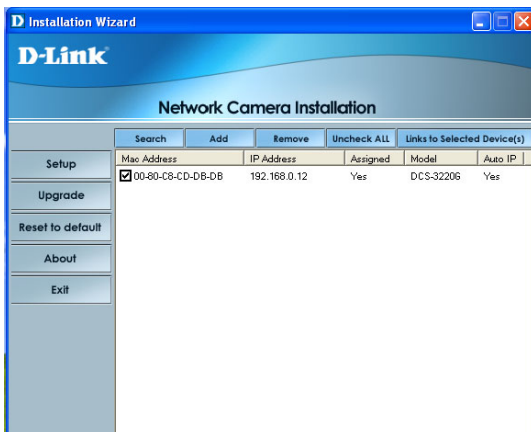 D Installation Wizard
D-Link
Network Camera Installation
Search Add Remove Uncheck ALL Links to Selected Device(s)
Mac Address IP Address Assigned Model Auto IP
00-80-C8-CD-DB-DB 192.168.0.12 Yes DCS-3220G Yes
Setup
Upgrade
Reset to default
About
Exit